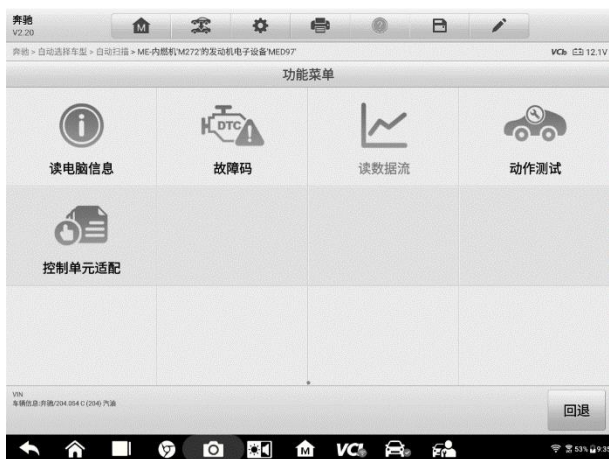 奔驰
V2.20
奔驰 > 自动选择车型 > 自动扫描 > ME-内燃机'M272'的发动机电子设备'MED97'
VCI 12.1V
功能菜单
DTC
读电脑信息 故障码 读数据流 动作测试
控制单元适配
VIN
车辆信息:奔驰/204.054 C (204) 汽油
回退
M VCI 53% 9:35